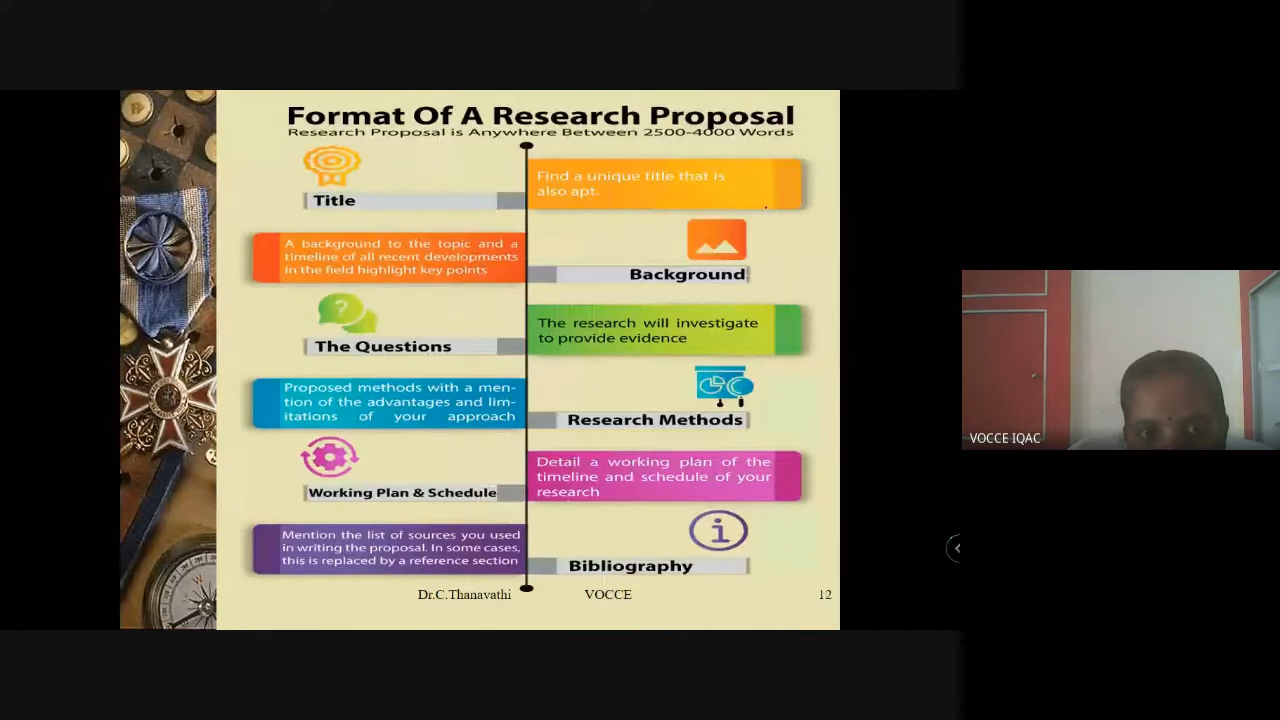 Format Of A Research Proposal
Research Proposal is Anywhere Between 2500-4000 Words
Title
Find a unique title that is
also apt.
A background to the topic and a
timeline of all recent developments
in the field highlight key points
Background
The Questions
The research will investigate
to provide evidence
Proposed methods with a men-
tion of the advantages and lim-
itations of your approach
Research Methods
Working Plan & Schedule
Detail a working plan of the
timeline and schedule of your
research
Mention the list of sources you used
in writing the proposal. In some cases,
this is replaced by a reference section
Bibliography
Dr.C.Thanavathi VOCCE 12
VOCCE IQAC
W